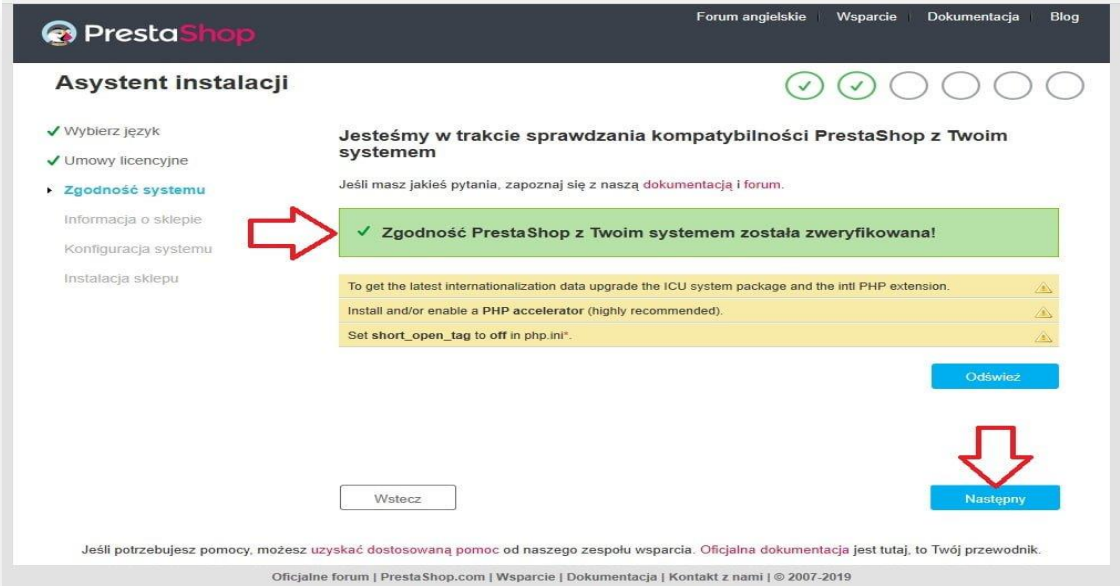 Forum angielskie | Wsparcie | Dokumentacja | Blog
PrestaShop
Asystent instalacji
Wybierz język
Umowy licencyjne
Zgodność systemu
Informacja o sklepie
Konfiguracja systemu
Instalacja sklepu
Jesteśmy w trakcie sprawdzania kompatybilności PrestaShop z Twoim
systemem
Jeśli masz jakieś pytania, zapoznaj się z naszą dokumentacją i forum.
Zgodność PrestaShop z Twoim systemem została zweryfikowana!
To get the latest internationalization data upgrade the ICU system package and the intl PHP extension.
Install and/or enable a PHP accelerator (highly recommended).
Set short_open_tag to off in php.ini*.
Odśwież
Wstecz
Następny
Jeśli potrzebujesz pomocy, możesz uzyskać dostosowaną pomoc od naszego zespołu wsparcia. Oficjalna dokumentacja jest tutaj, to Twój przewodnik.
Oficjalne forum | PrestaShop.com | Wsparcie | Dokumentacja | Kontakt z nami | © 2007-2019